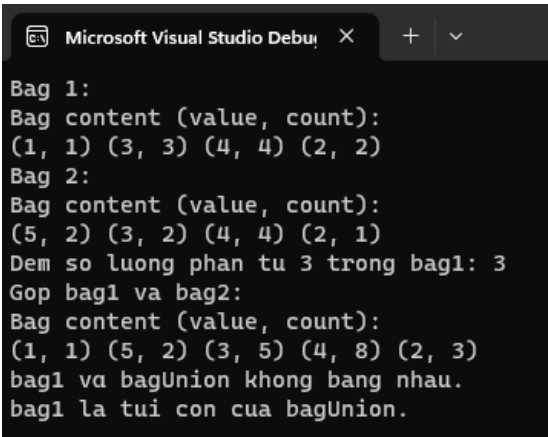 Microsoft Visual Studio Debu
Bag 1:
Bag content (value, count):
(1, 1) (3, 3) (4, 4) (2, 2)
Bag 2:
Bag content (value, count):
(5, 2) (3, 2) (4, 4) (2, 1)
Dem so luong phan tu 3 trong bag1: 3
Gop bag1 va bag2:
Bag content (value, count):
(1, 1) (5, 2) (3, 5) (4, 8) (2, 3)
bag1 va bagUnion khong bang nhau.
bag1 la tui con cua bagUnion.